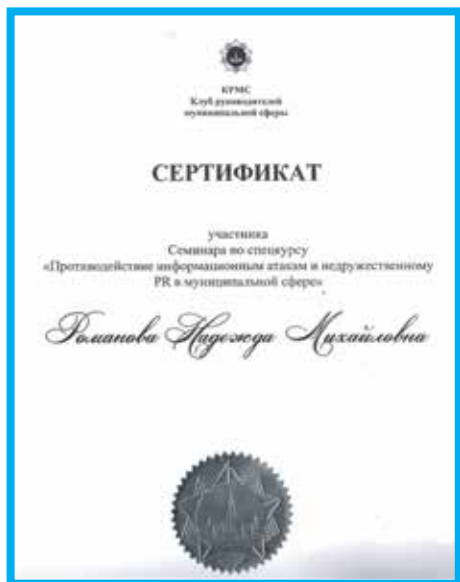 КРМС
Клуб руководителей
муниципальной сферы
СЕРТИФИКАТ
участника
Семинара по спецкурсу
«Противодействие информационным атакам и недружественному
PR в муниципальной сфере»
Романова Надежда Михайловна